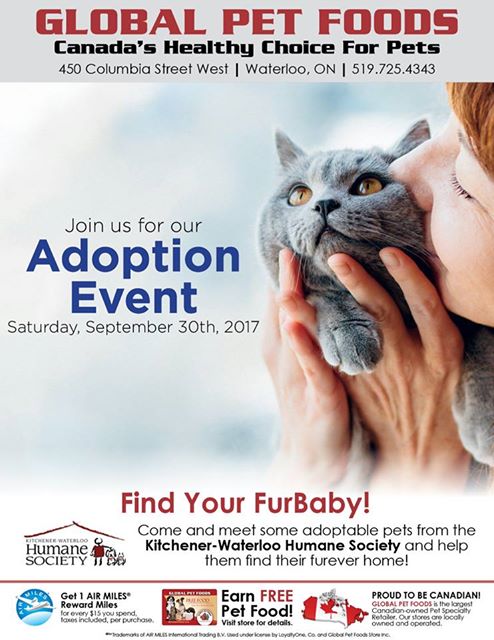 GLOBAL PET FOODS
Canada's Healthy Choice For Pets
450 Columbia Street West | Waterloo, ON | 519.725.4343
Join us for our
Adoption
Event
Saturday, September 30th, 2017
Find Your FurBaby!
KITCHENER-WATERLOO
Humane
SOCIETY
Come and meet some adoptable pets from the
Kitchener-Waterloo Humane Society and help
them find their furever home!
AIR MILES
Get 1 AIR MILES®
Reward Miles
for every $15 you spend,
taxes included, per purchase.
GLOBAL PET FOODS
Earn FREE
Pet Food!
Visit store for details.
PROUD TO BE CANADIAN!
GLOBAL PET FOODS is the largest
Canadian-owned Pet Specialty
Retailer. Our stores are locally
owned and operated.
Trademarks of AIR MILES International Trading B.V. Used under license by LoyaltyOne, Co. and Global Pet Foods Store Inc.